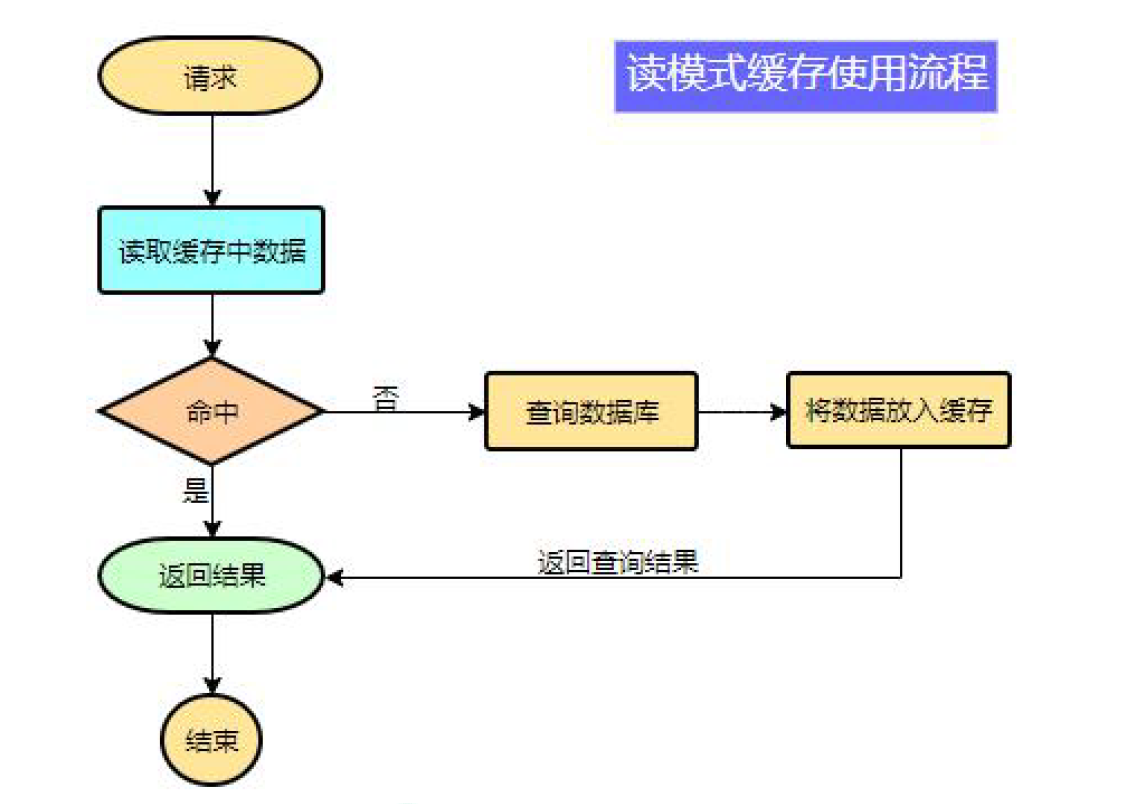 读模式缓存使用流程
请求
读取缓存中数据
命中
否
查询数据库
将数据放入缓存
是
返回查询结果
返回结果
结束